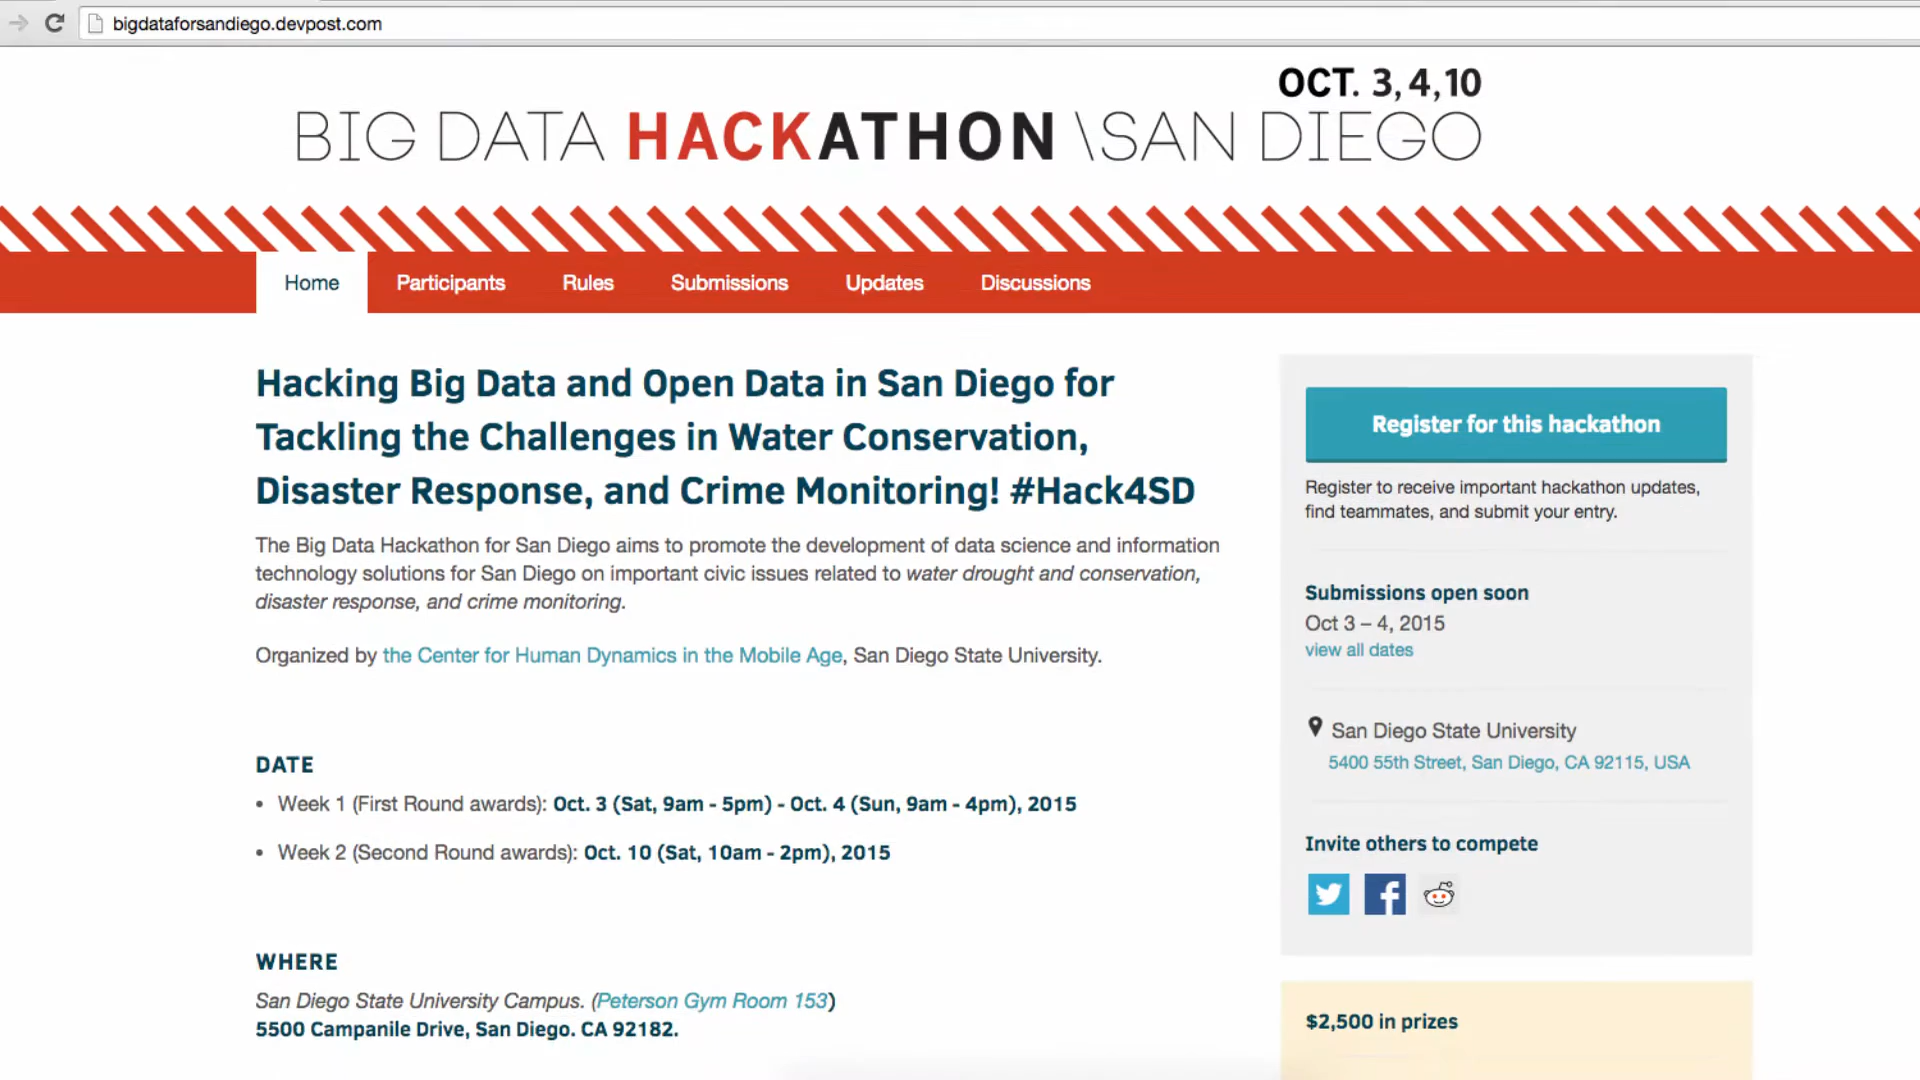 bigdataforsandiego.devpost.com
OCT. 3, 4, 10
BIG DATA HACKATHON \SAN DIEGO
Home Participants Rules Submissions Updates Discussions
Hacking Big Data and Open Data in San Diego for
Tackling the Challenges in Water Conservation,
Disaster Response, and Crime Monitoring! #Hack4SD
The Big Data Hackathon for San Diego aims to promote the development of data science and information
technology solutions for San Diego on important civic issues related to water drought and conservation,
disaster response, and crime monitoring.
Organized by the Center for Human Dynamics in the Mobile Age, San Diego State University.
DATE
• Week 1 (First Round awards): Oct. 3 (Sat, 9am - 5pm) - Oct. 4 (Sun, 9am - 4pm), 2015
• Week 2 (Second Round awards): Oct. 10 (Sat, 10am - 2pm), 2015
WHERE
San Diego State University Campus. (Peterson Gym Room 153)
5500 Campanile Drive, San Diego. CA 92182.
Register for this hackathon
Register to receive important hackathon updates,
find teammates, and submit your entry.
Submissions open soon
Oct 3 – 4, 2015
view all dates
San Diego State University
5400 55th Street, San Diego, CA 92115, USA
Invite others to compete
$2,500 in prizes